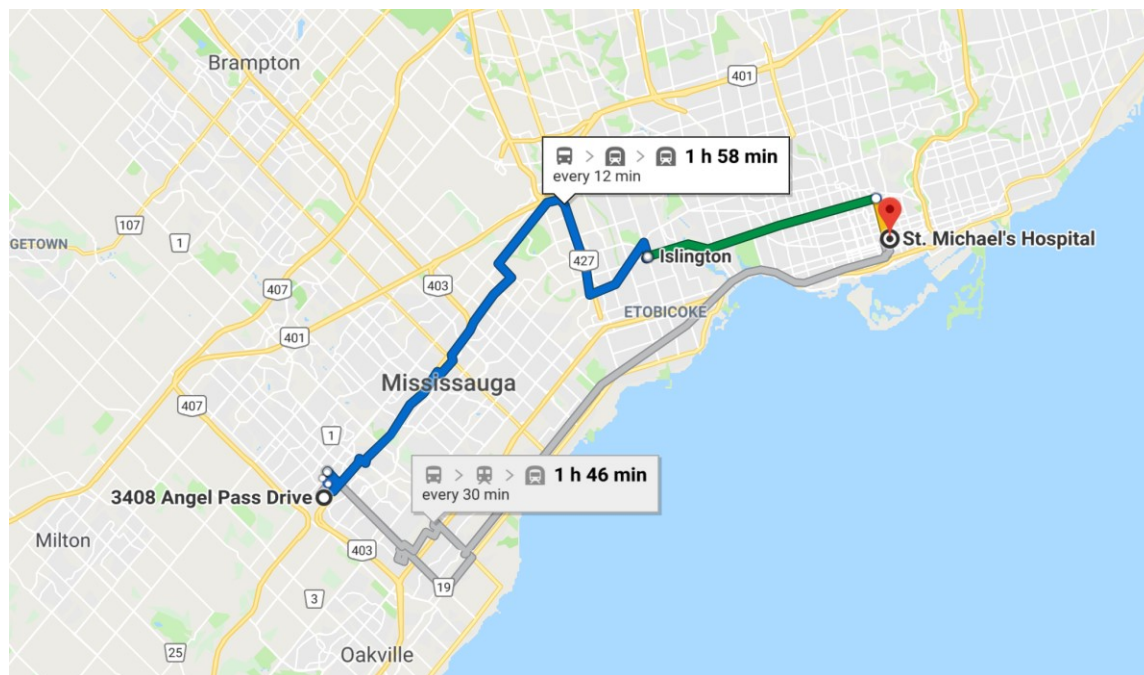 Brampton
401
1 h 58 min
every 12 min
107
1
GETOWN
St. Michael's Hospital
Islington
427
403
407
ETOBICOKE
401
Mississauga
407
1
1 h 46 min
every 30 min
3408 Angel Pass Drive
Milton
403
19
3
25
Oakville